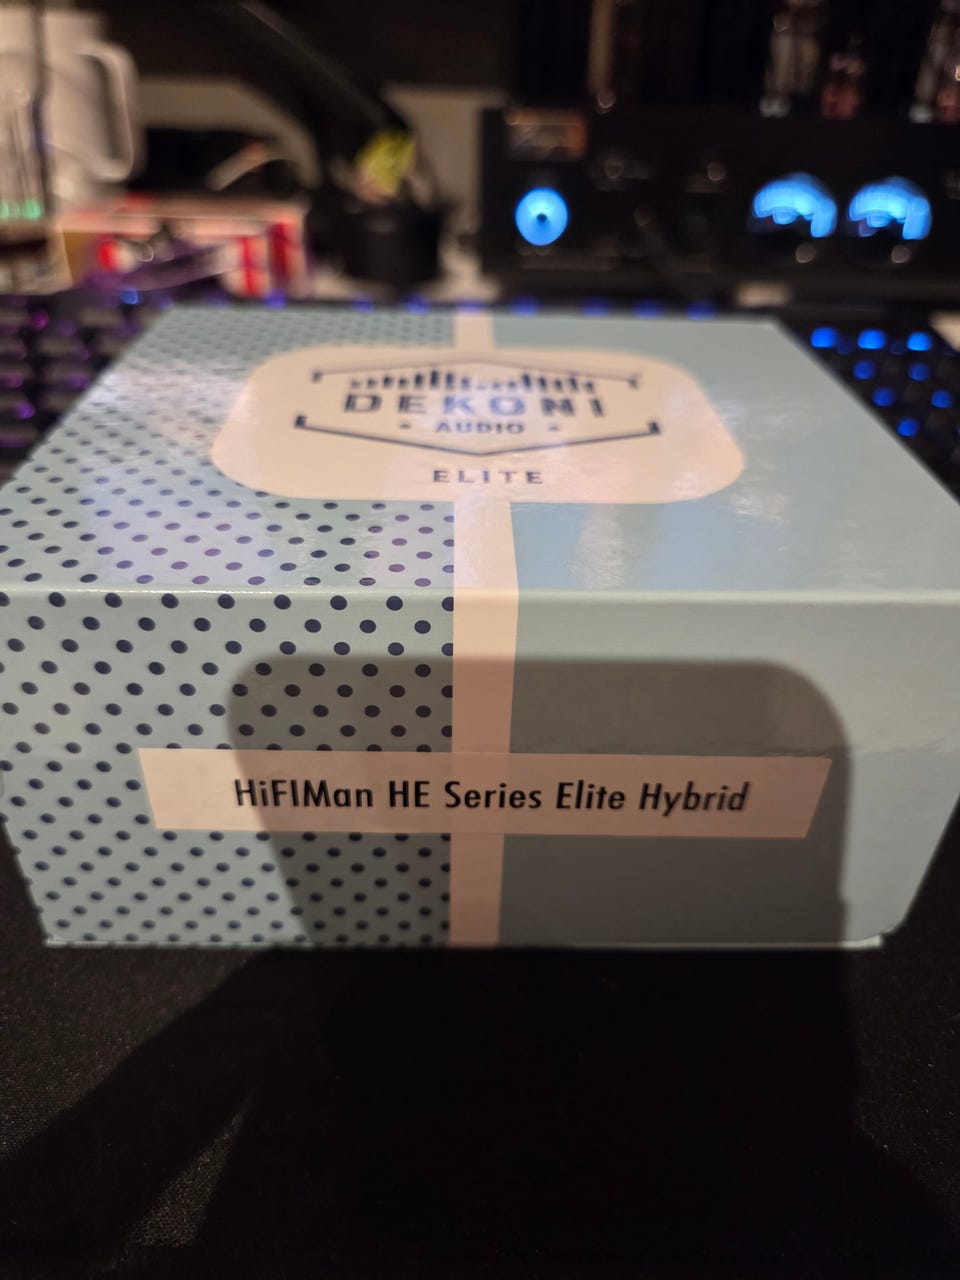 DEKONI
AUDIO
ELITE
HiFIMan HE Series Elite Hybrid